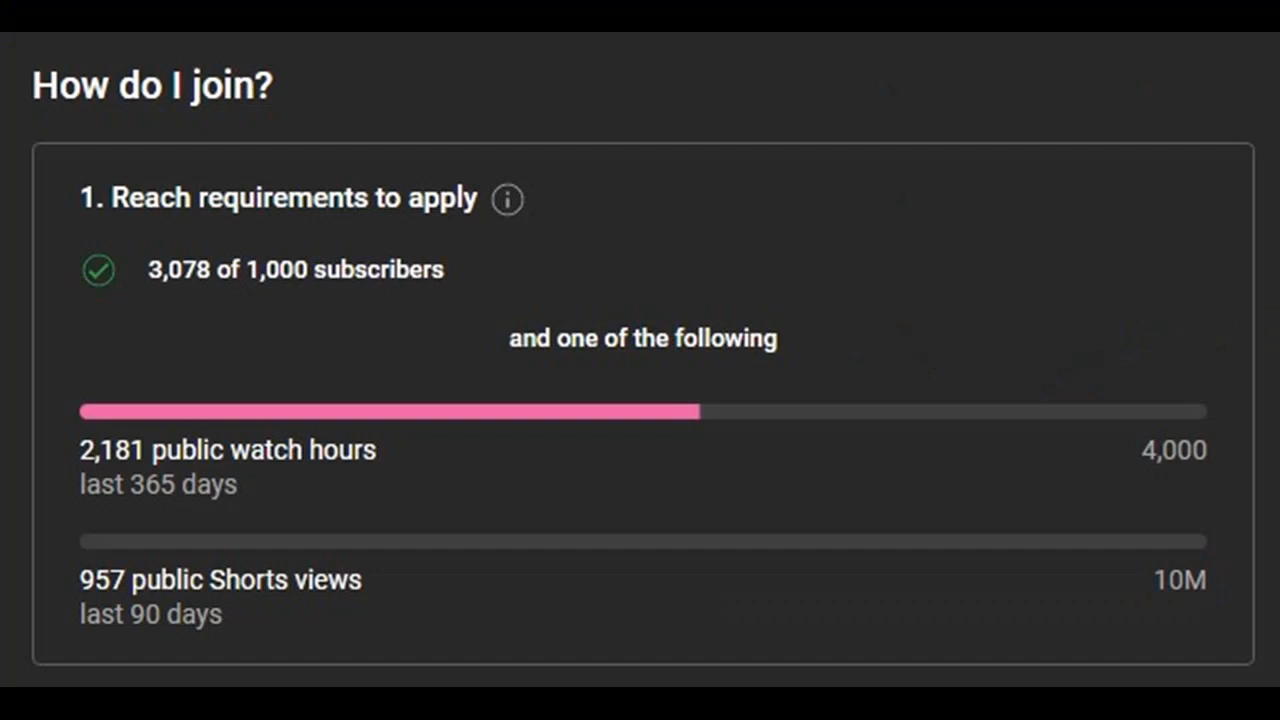 How do I join?
1. Reach requirements to apply
3,078 of 1,000 subscribers
and one of the following
2,181 public watch hours 4,000
last 365 days
957 public Shorts views 10M
last 90 days